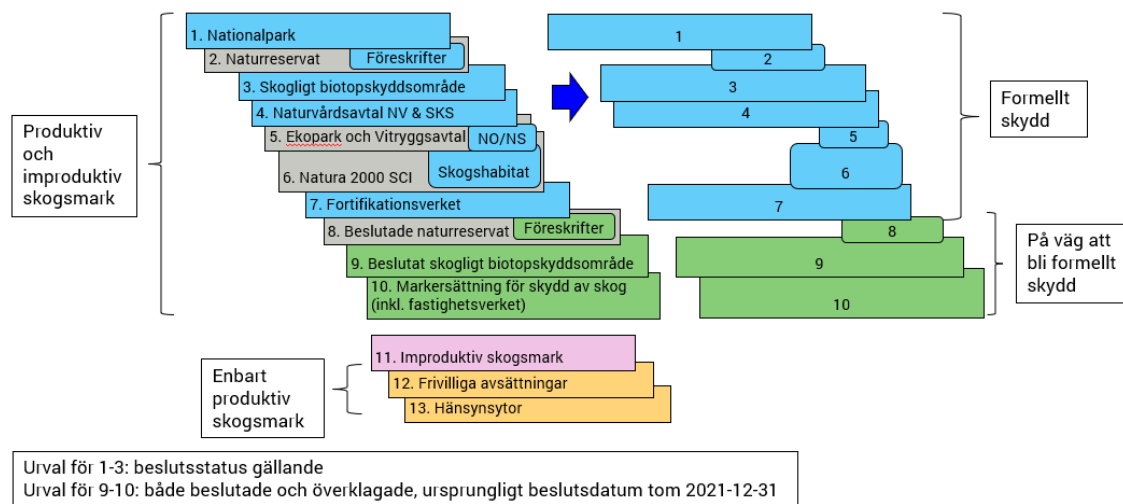 1. Nationalpark
2. Naturreservat
Föreskrifter
3. Skogligt biotopskyddsområde
4. Naturvårdsavtal NV & SKS
5. Ekopark och Vitryggsavtal
NO/NS
6. Natura 2000 SCI
Skogshabitat
7. Fortifikationsverket
8. Beslutade naturreservat
Föreskrifter
9. Beslutat skogligt biotopskyddsområde
10. Markersättning för skydd av skog
(inkl. fastighetsverket)
Produktiv
och
improduktiv
skogsmark
1
2
3
4
5
6
7
8
9
10
Formellt
skydd
På väg att
bli formellt
skydd
11. Improduktiv skogsmark
12. Frivilliga avsättningar
13. Hänsynsytor
Enbart
produktiv
skogsmark
Urval för 1-3: beslutsstatus gällande
Urval för 9-10: både beslutade och överklagade, ursprungligt beslutsdatum tom 2021-12-31